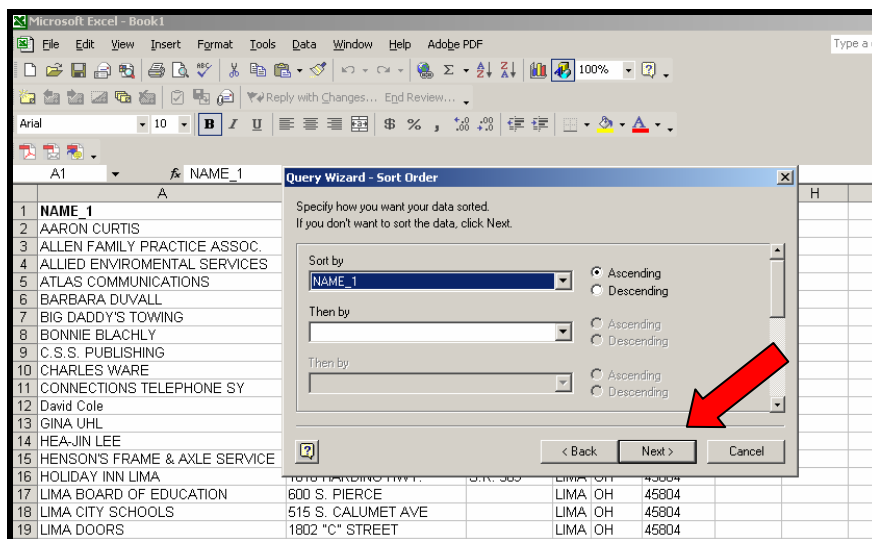 Microsoft Excel - Book1
File Edit View Insert Format Tools Data Window Help Adobe PDF
Type a
100%
Reply with Changes... End Review...
Arial 10 B I U $ % ,
A1 fx NAME_1
A H
1 NAME_1
2 AARON CURTIS
3 ALLEN FAMILY PRACTICE ASSOC.
4 ALLIED ENVIROMENTAL SERVICES
5 ATLAS COMMUNICATIONS
6 BARBARA DUVALL
7 BIG DADDY'S TOWING
8 BONNIE BLACHLY
9 C.S.S. PUBLISHING
10 CHARLES WARE
11 CONNECTIONS TELEPHONE SY
12 David Cole
13 GINA UHL
14 HEA-JIN LEE
15 HENSON'S FRAME & AXLE SERVICE
16 HOLIDAY INN LIMA LIMA OH 45804
17 LIMA BOARD OF EDUCATION 600 S. PIERCE LIMA OH 45804
18 LIMA CITY SCHOOLS 515 S. CALUMET AVE LIMA OH 45804
19 LIMA DOORS 1802 "C" STREET LIMA OH 45804
Query Wizard - Sort Order
Specify how you want your data sorted.
If you don't want to sort the data, click Next.
Sort by
NAME_1
Ascending
Descending
Then by
Ascending
Descending
Then by
Ascending
Descending
< Back Next > Cancel